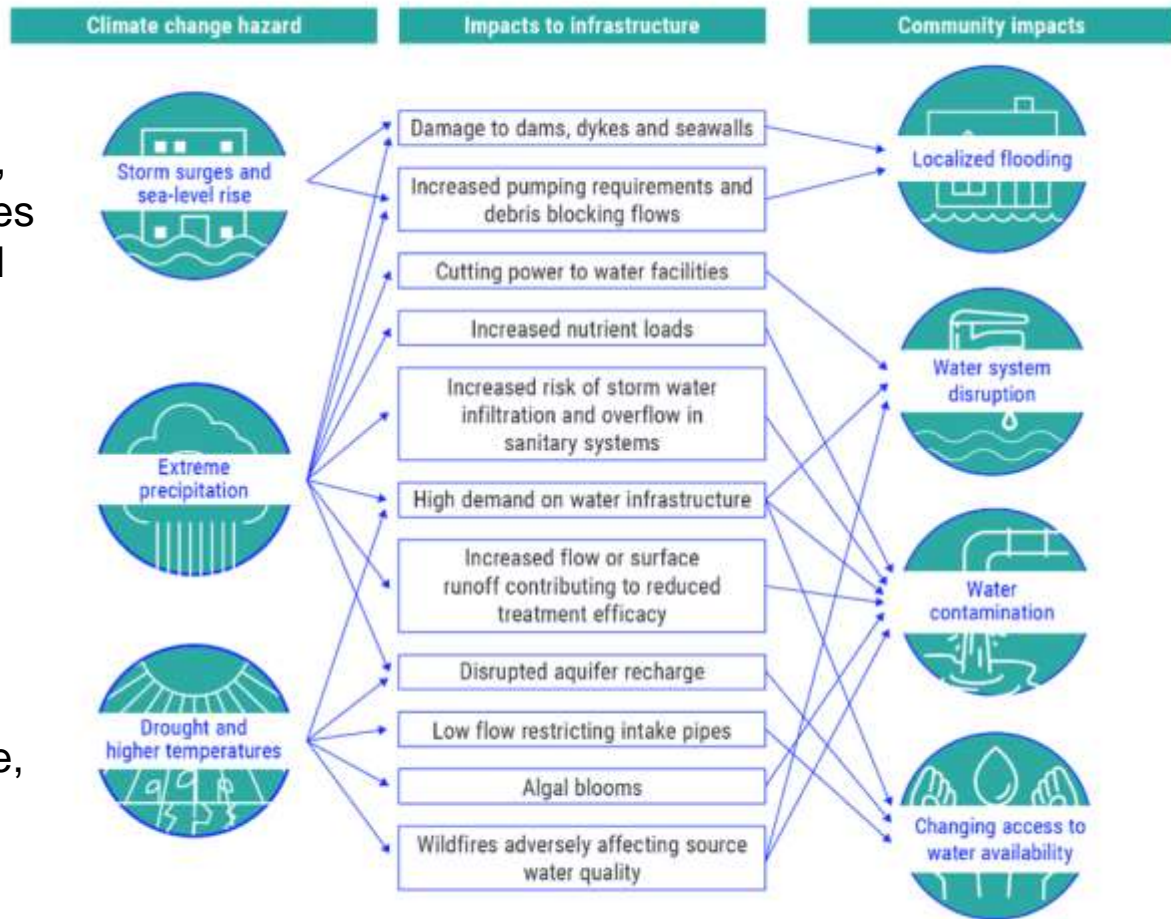 Climate change hazard
Impacts to infrastructure
Community impacts
,
es
l
e,
Storm surges and
sea-level rise
Extreme
precipitation
Drought and
higher temperatures
Damage to dams, dykes and seawalls
Increased pumping requirements and
debris blocking flows
Cutting power to water facilities
Increased nutrient loads
Increased risk of storm water
infiltration and overflow in
sanitary systems
High demand on water infrastructure
Increased flow or surface
runoff contributing to reduced
treatment efficacy
Disrupted aquifer recharge
Low flow restricting intake pipes
Algal blooms
Wildfires adversely affecting source
water quality
Localized flooding
Water system
disruption
Water
contamination
Changing access to
water availability